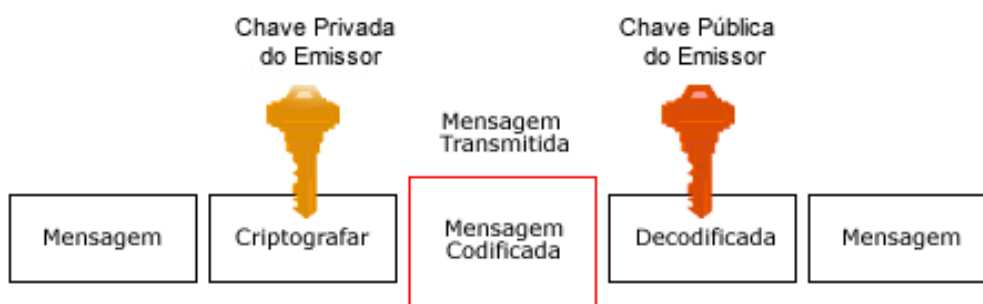 Chave Privada
do Emissor
Chave Pública
do Emissor
Mensagem
Transmitida
Mensagem
Criptografar
Mensagem
Codificada
Decodificada
Mensagem